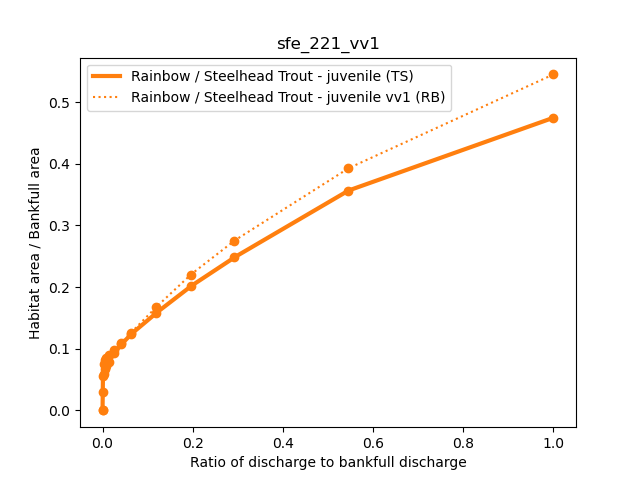 sfe_221_vv1
Rainbow / Steelhead Trout - juvenile (TS)
Rainbow / Steelhead Trout - juvenile vv1 (RB)
Habitat area / Bankfull area
0.5
0.4
0.3
0.2
0.1
0.0
0.0 0.2 0.4 0.6 0.8 1.0
Ratio of discharge to bankfull discharge